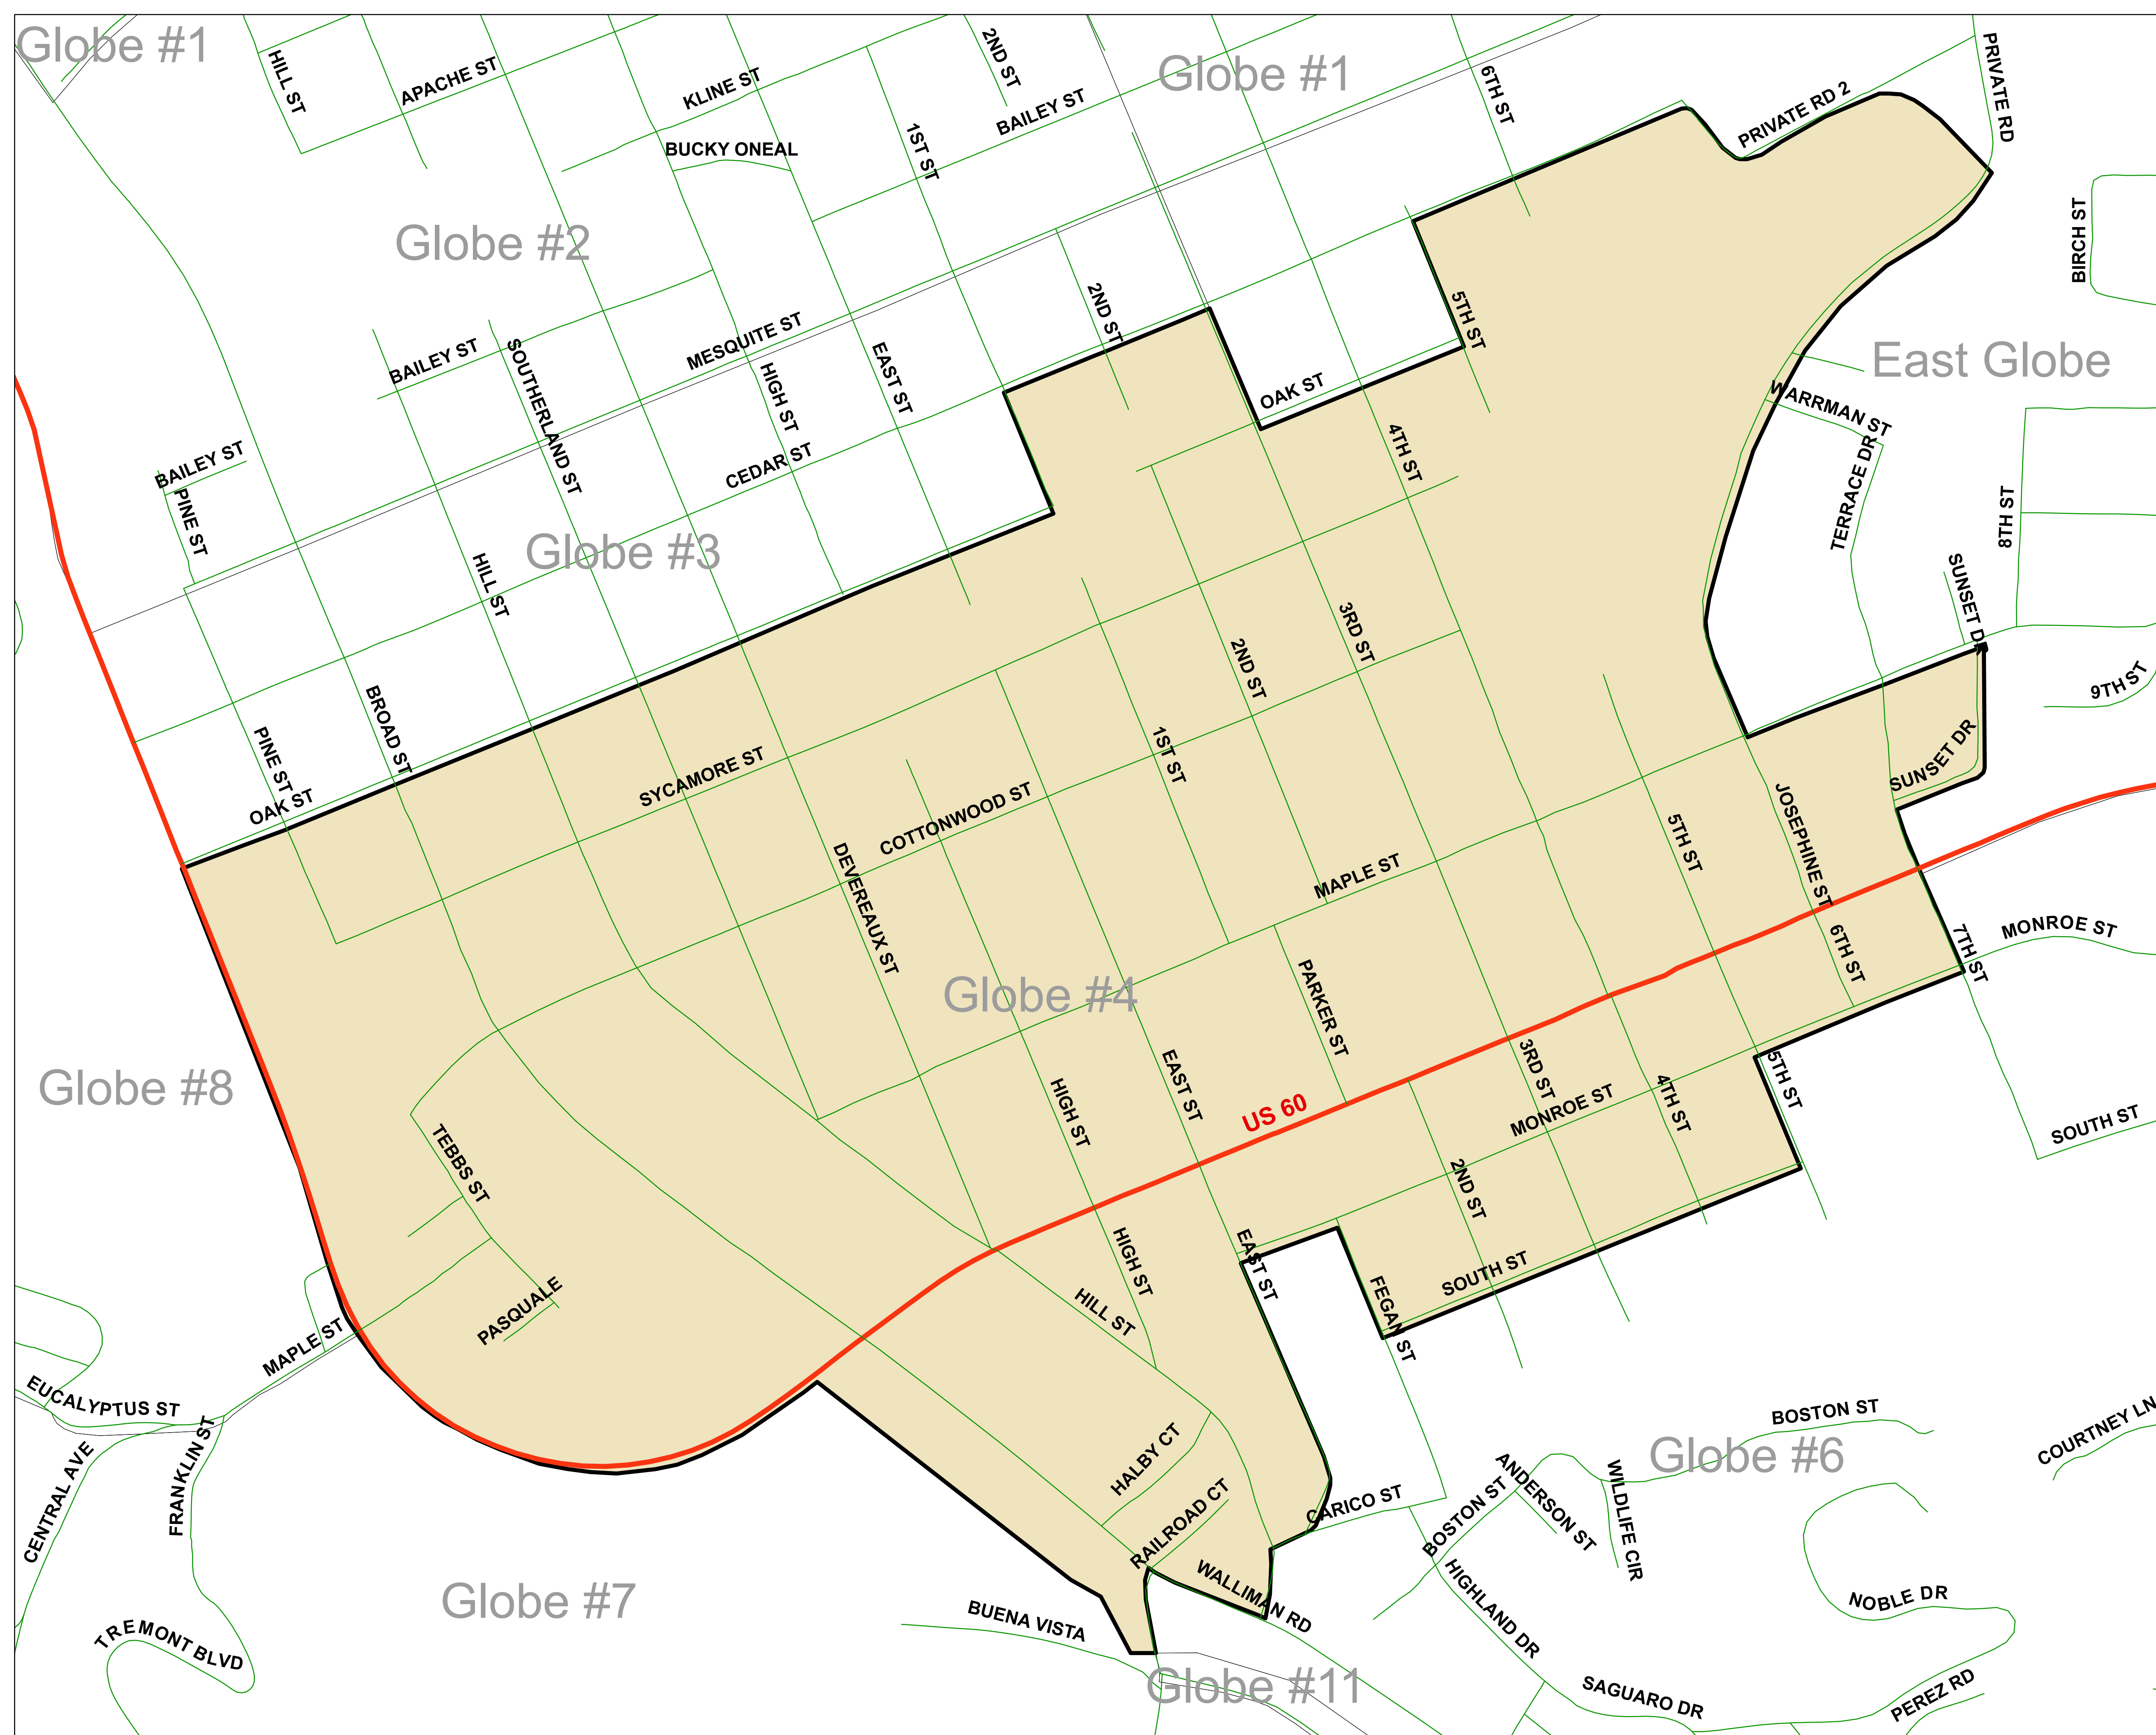 Globe #1
HILL ST
APACHE ST
KLINE ST
2ND ST
Globe #1
6TH ST
PRIVATE RD
BUCKY ONEAL
1ST ST
BAILEY ST
PRIVATE RD 2
Globe #2
BIRCH ST
2ND ST
5TH ST
MESQUITE ST
BAILEY ST
SOUTHERLAND ST
HIGH ST
EAST ST
East Globe
OAK ST
WARRMAN ST
BAILEY ST
PINE ST
CEDAR ST
4TH ST
TERRACE DR
8TH ST
Globe #3
HILL ST
SUNSET DR
3RD ST
2ND ST
9TH ST
BROAD ST
PINE ST
OAK ST
SYCAMORE ST
1ST ST
SUNSET DR
COTTONWOOD ST
JOSEPHINE ST
5TH ST
DEVEREAUX ST
MAPLE ST
6TH ST
7TH ST
MONROE ST
Globe #4
PARKER ST
Globe #8
HIGH ST
EAST ST
US 60
3RD ST
MONROE ST
4TH ST
5TH ST
SOUTH ST
TEBBS ST
2ND ST
HIGH ST
EAST ST
SOUTH ST
FEGAN ST
PASQUALE
HILL ST
MAPLE ST
EUCALYPTUS ST
FRANKLIN ST
CENTRAL AVE
BOSTON ST
Globe #6
COURTNEY LN
HALBY CT
RAILROAD CT
CARICO ST
BOSTON ST
ANDERSON ST
WILDLIFE CIR
WALLIMAN RD
HIGHLAND DR
NOBLE DR
Globe #7
BUENA VISTA
TREMONT BLVD
Globe #11
SAGUARO DR
PEREZ RD